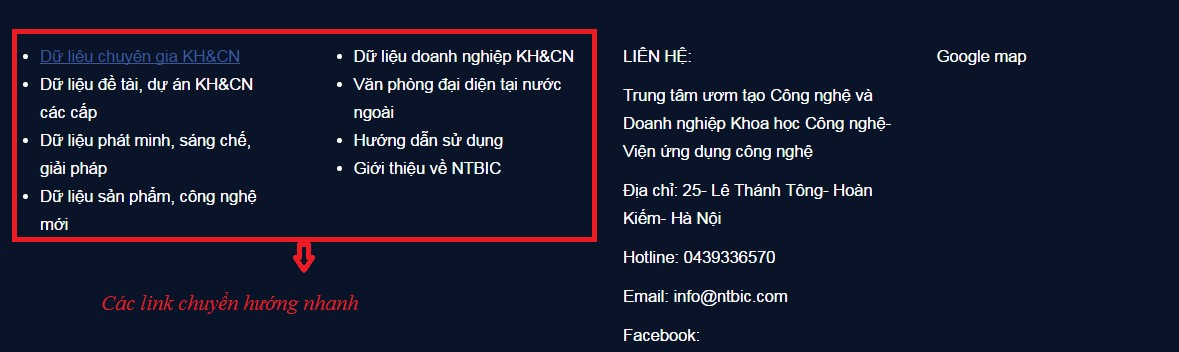 Dữ liệu chuyên gia KH&CN
Dữ liệu đề tài, dự án KH&CN
các cấp
Dữ liệu phát minh, sáng chế,
giải pháp
Dữ liệu sản phẩm, công nghệ
mới
Dữ liệu doanh nghiệp KH&CN
Văn phòng đại diện tại nước
ngoài
Hướng dẫn sử dụng
Giới thiệu về NTBIC
Các link chuyển hướng nhanh
LIÊN HỆ:
Trung tâm ươm tạo Công nghệ và
Doanh nghiệp Khoa học Công nghệ-
Viện ứng dụng công nghệ
Địa chỉ: 25- Lê Thánh Tông- Hoàn
Kiếm- Hà Nội
Hotline: 0439336570
Email: info@ntbic.com
Facebook:
Google map